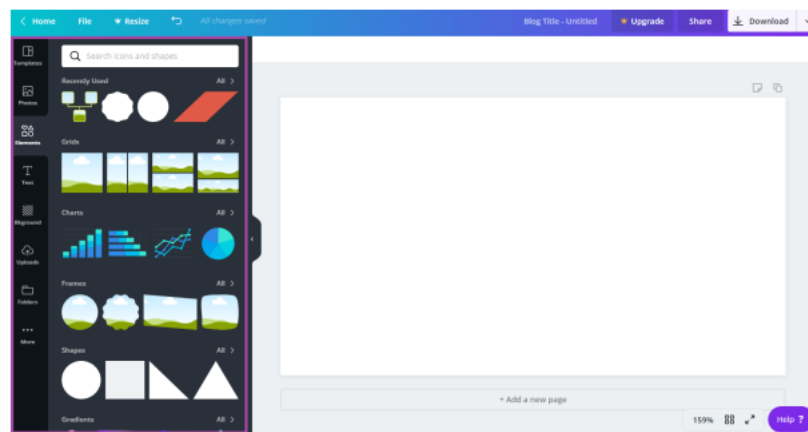 Home File Resize All changes saved Blog Title - Untitled Upgrade Share Download
Templates
Photos
Elements
Text
Bkground
Uploads
Folders
More
Search icons and shapes
Recently Used All
Grids All
Charts All
Frames All
Shapes All
Gradients All
+ Add a new page
159% Help ?